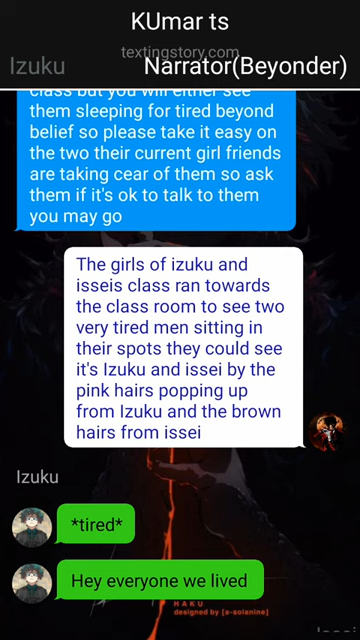 KUmar ts
textingstory.com
Izuku
Narrator(Beyonder)
class but you will either see
them sleeping for tired beyond
belief so please take it easy on
the two their current girl friends
are taking cear of them so ask
them if it's ok to talk to them
you may go
The girls of izuku and
isseis class ran towards
the class room to see two
very tired men sitting in
their spots they could see
it's Izuku and issei by the
pink hairs popping up
from Izuku and the brown
hairs from issei
Izuku
*tired*
Hey everyone we lived
HAKU
designed by [a-solanine]